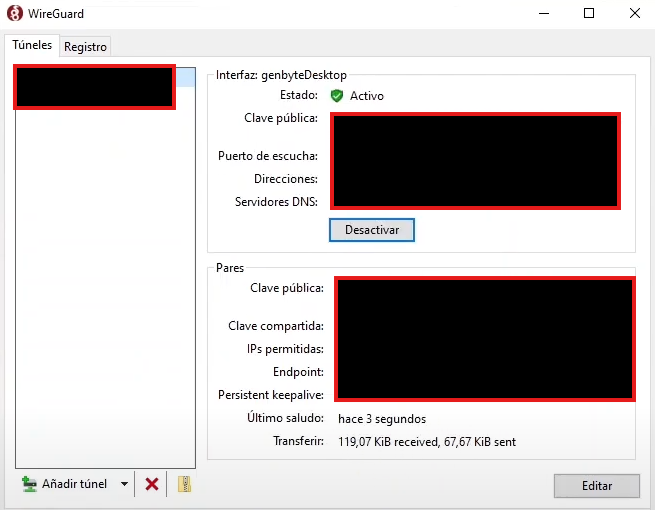 WireGuard
Túneles Registro
Interfaz: genbyteDesktop
Estado: Activo
Clave pública:
Puerto de escucha:
Direcciones:
Servidores DNS:
Desactivar
Pares
Clave pública:
Clave compartida:
IPs permitidas:
Endpoint:
Persistent keepalive:
Último saludo: hace 3 segundos
Transferir: 119,07 KiB received, 67,67 KiB sent
Añadir túnel
Editar